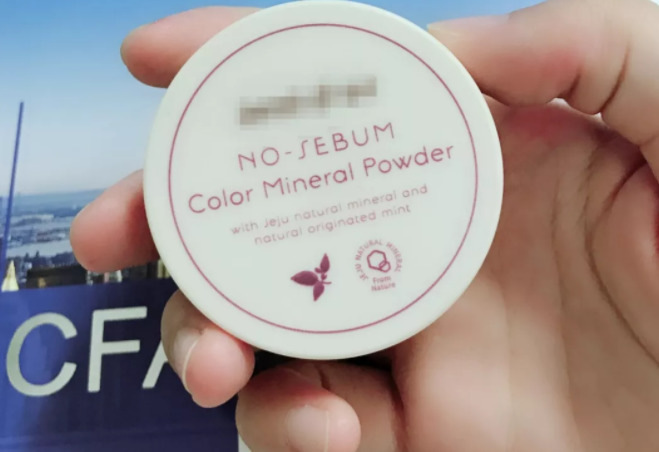 NO-SEBUM
Color Mineral Powder
with Jeju natural mineral and
natural originated mint
JEJU NATURAL MINERAL
From
Nature
CFA